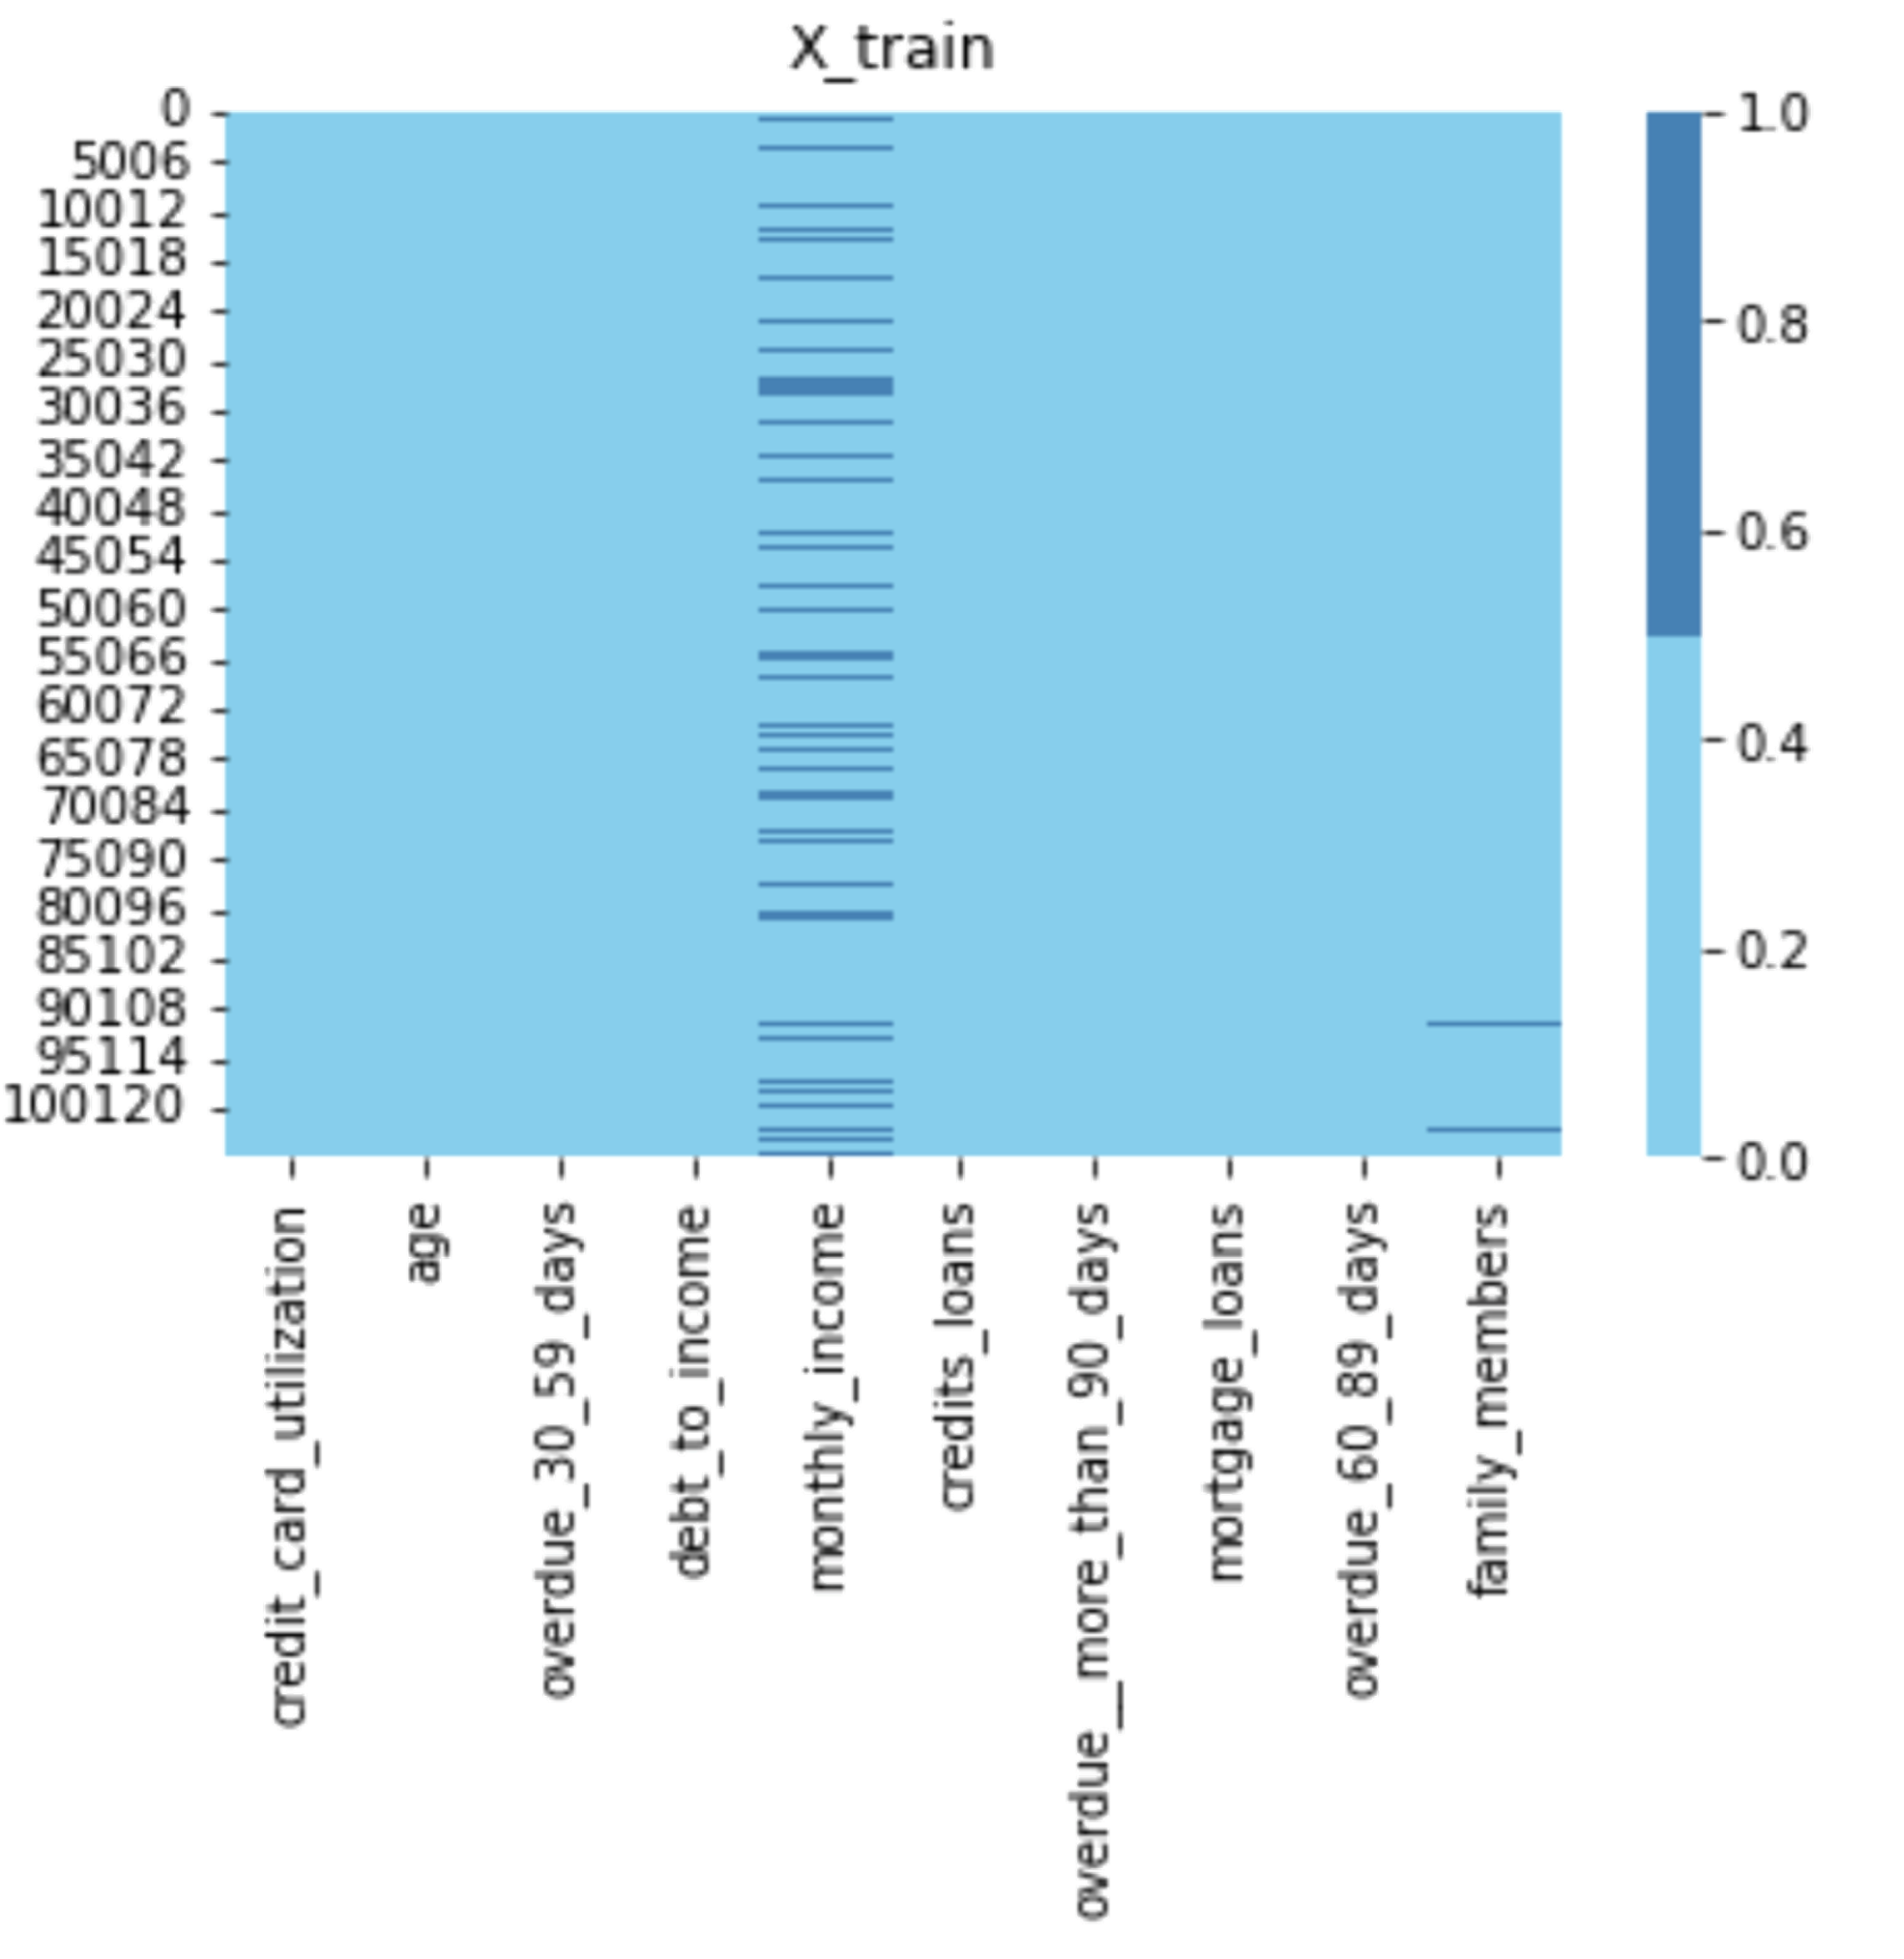 X_train
0
5006
10012
15018
20024
25030
30036
35042
40048
45054
50060
55066
60072
65078
70084
75090
80096
85102
90108
95114
100120
1.0
0.8
0.6
0.4
0.2
0.0
credit_card_utilization
age
overdue_30_59_days
debt_to_income
monthly_income
credits_loans
overdue__more_than_90_days
mortgage_loans
overdue_60_89_days
family_members